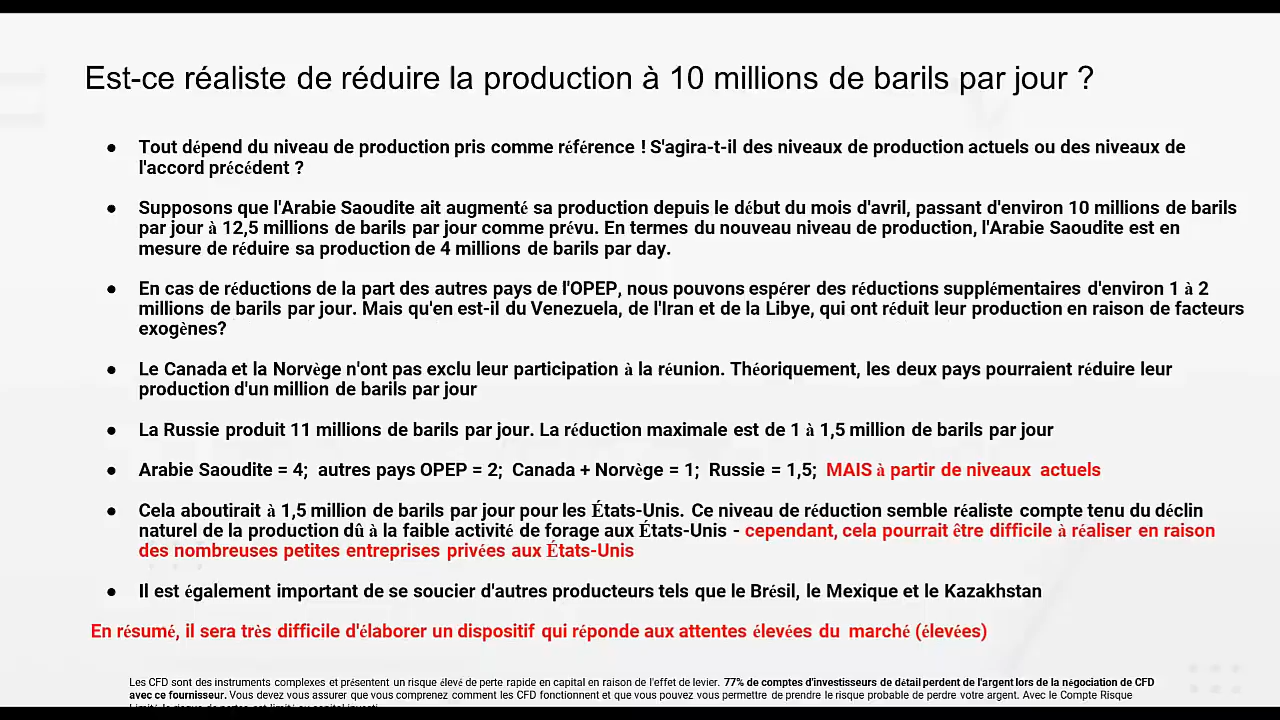 Est-ce réaliste de réduire la production à 10 millions de barils par jour ?
● Tout dépend du niveau de production pris comme référence ! S'agira-t-il des niveaux de production actuels ou des niveaux de
l'accord précédent ?
● Supposons que l'Arabie Saoudite ait augmenté sa production depuis le début du mois d'avril, passant d'environ 10 millions de barils
par jour à 12,5 millions de barils par jour comme prévu. En termes du nouveau niveau de production, l'Arabie Saoudite est en
mesure de réduire sa production de 4 millions de barils par day.
● En cas de réductions de la part des autres pays de l'OPEP, nous pouvons espérer des réductions supplémentaires d'environ 1 à 2
millions de barils par jour. Mais qu'en est-il du Venezuela, de l'Iran et de la Libye, qui ont réduit leur production en raison de facteurs
exogènes?
● Le Canada et la Norvège n'ont pas exclu leur participation à la réunion. Théoriquement, les deux pays pourraient réduire leur
production d'un million de barils par jour
● La Russie produit 11 millions de barils par jour. La réduction maximale est de 1 à 1,5 million de barils par jour
● Arabie Saoudite = 4; autres pays OPEP = 2; Canada + Norvège = 1; Russie = 1,5; MAIS à partir de niveaux actuels
● Cela aboutirait à 1,5 million de barils par jour pour les États-Unis. Ce niveau de réduction semble réaliste compte tenu du déclin
naturel de la production dû à la faible activité de forage aux États-Unis - cependant, cela pourrait être difficile à réaliser en raison
des nombreuses petites entreprises privées aux États-Unis
● Il est également important de se soucier d'autres producteurs tels que le Brésil, le Mexique et le Kazakhstan
En résumé, il sera très difficile d'élaborer un dispositif qui réponde aux attentes élevées du marché (élevées)
Les CFD sont des instruments complexes et présentent un risque élevé de perte rapide en capital en raison de l'effet de levier. 77% de comptes d'investisseurs de détail perdent de l'argent lors de la négociation de CFD
avec ce fournisseur. Vous devez vous assurer que vous comprenez comment les CFD fonctionnent et que vous pouvez vous permettre de prendre le risque probable de perdre votre argent. Avec le Compte Risque